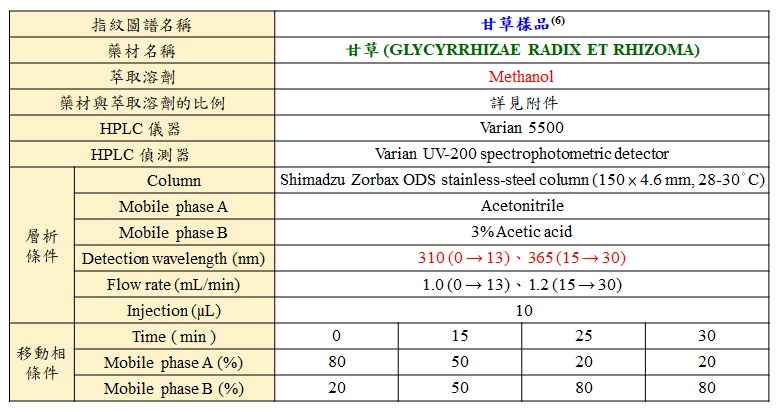 指紋圖譜名稱 甘草樣品(6)
藥材名稱 甘草 (GLYCYRRHIZAE RADIX ET RHIZOMA)
萃取溶劑 Methanol
藥材與萃取溶劑的比例 詳見附件
HPLC 儀器 Varian 5500
HPLC 偵測器 Varian UV-200 spectrophotometric detector
層析條件
Column Shimadzu Zorbax ODS stainless-steel column (150 × 4.6 mm, 28-30°C)
Mobile phase A Acetonitrile
Mobile phase B 3% Acetic acid
Detection wavelength (nm) 310 (0 → 13)、365 (15 → 30)
Flow rate (mL/min) 1.0 (0 → 13)、1.2 (15 → 30)
Injection (μL) 10
移動相條件
Time ( min ) 0 15 25 30
Mobile phase A (%) 80 50 20 20
Mobile phase B (%) 20 50 80 80